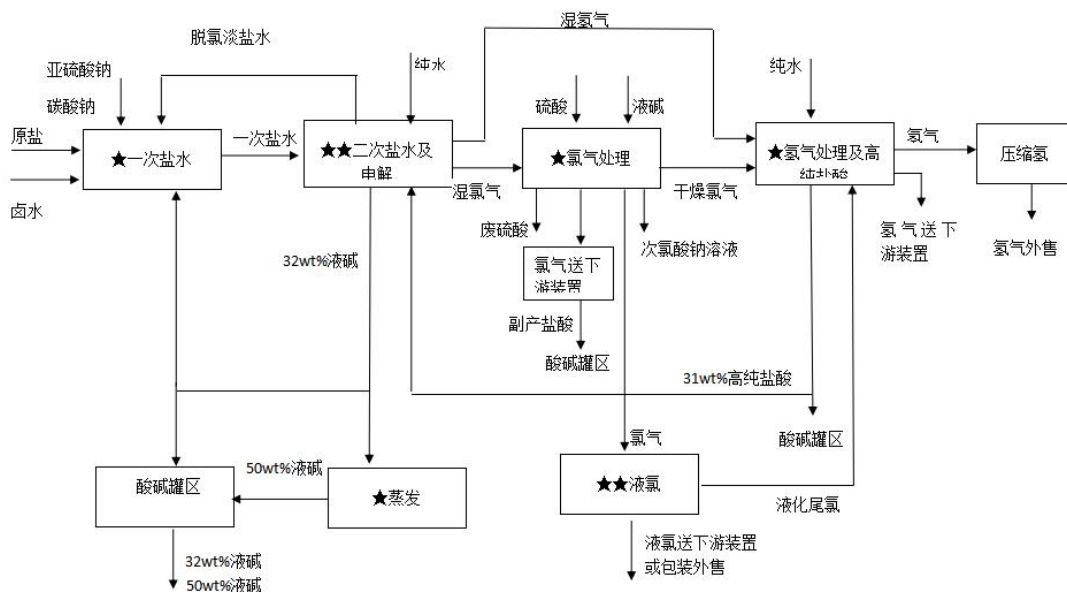 湿氢气
脱氯淡盐水
亚硫酸钠
纯水
纯水
碳酸钠
硫酸
液碱
原盐
★一次盐水
一次盐水
★★二次盐水及
电解
湿氯气
★氯气处理
干燥氯气
★氢气处理及高
纯盐酸
氢气
压缩氢
卤水
废硫酸
次氯酸钠溶液
氢气送下
游装置
氢气外售
32wt%液碱
氯气送下
游装置
副产盐酸
酸碱罐区
31wt%高纯盐酸
酸碱罐区
氯气
酸碱罐区
50wt%液碱
★蒸发
★★液氯
液化尾氯
32wt%液碱
50wt%液碱
液氯送下游装置
或包装外售